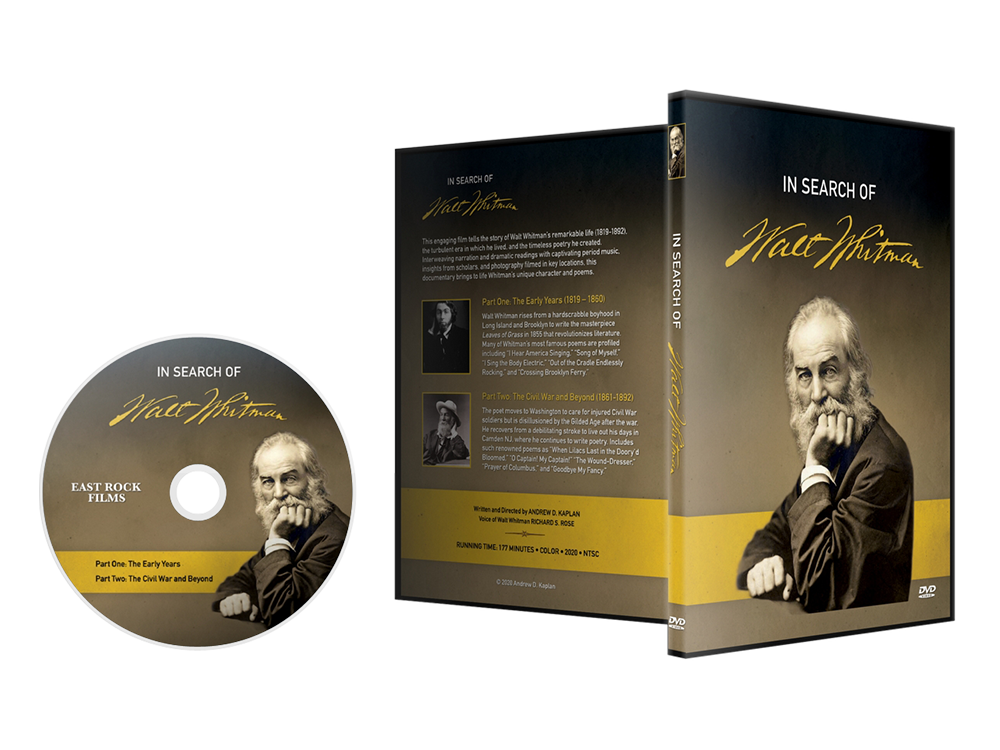 IN SEARCH OF
Walt Whitman
EAST ROCK
FILMS
Part One: The Early Years
Part Two: The Civil War and Beyond
IN SEARCH OF
Walt Whitman
This engaging film tells the story of Walt Whitman's remarkable life (1819-1892),
the turbulent era in which he lived, and the timeless poetry he created.
Interweaving narration and dramatic readings with captivating period music,
insights from scholars, and photography filmed in key locations, this
documentary brings to life Whitman's unique character and poems.
Part One: The Early Years (1819 – 1860)
Walt Whitman rises from a hardscrabble boyhood in
Long Island and Brooklyn to write the masterpiece
Leaves of Grass in 1855 that revolutionizes literature.
Many of Whitman's most famous poems are profiled
including "I Hear America Singing," "Song of Myself,"
"I Sing the Body Electric," "Out of the Cradle Endlessly
Rocking," and "Crossing Brooklyn Ferry."
Part Two: The Civil War and Beyond (1861-1892)
The poet moves to Washington to care for injured Civil War
soldiers but is disillusioned by the Gilded Age after the war.
He recovers from a debilitating stroke to live out his days in
Camden NJ, where he continues to write poetry. Includes
such renowned poems as "When Lilacs Last in the Doory'd
Bloomed," "O Captain! My Captain!" "The Wound-Dresser,"
"Prayer of Columbus," and "Goodbye My Fancy."
Written and Directed by ANDREW D. KAPLAN
Voice of Walt Whitman RICHARD S. ROSE
RUNNING TIME: 177 MINUTES • COLOR • 2020 • NTSC
© 2020 Andrew D. Kaplan
IN SEARCH OF
Walt Whitman
DVD
VIDEO
IN SEARCH OF
Walt Whitman
DVD
VIDEO